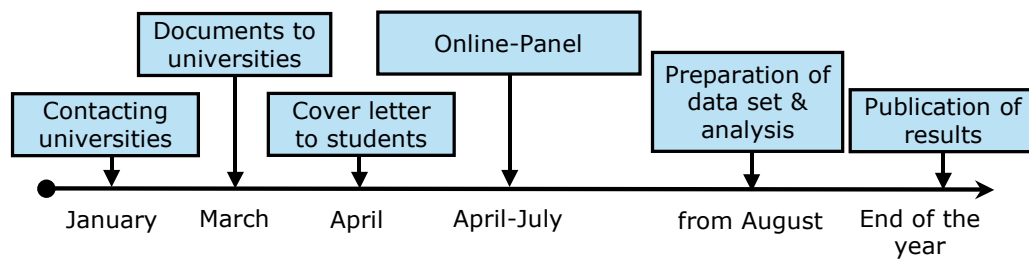 Contacting
universities
Documents to
universities
Cover letter
to students
Online-Panel
Preparation of
data set &
analysis
Publication of
results
January
March
April
April-July
from August
End of the
year